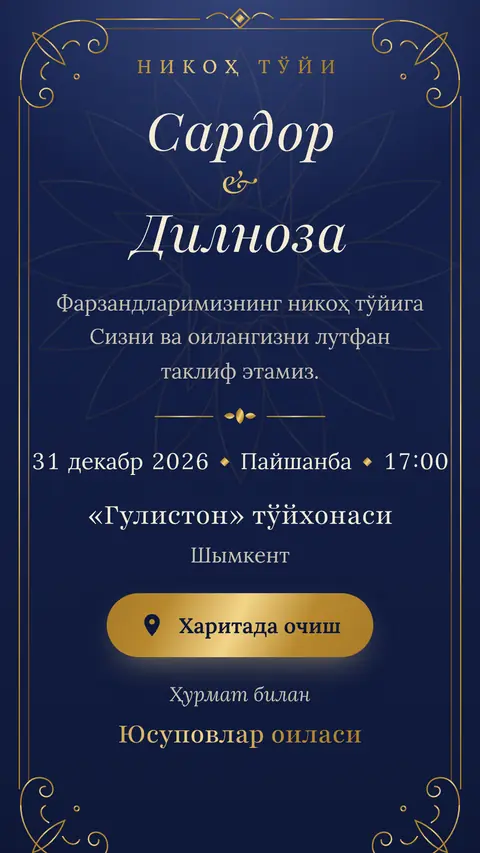 НИКОҲ ТЎЙИ
Сардор
&
Дилноза
Фарзандларимизнинг никоҳ тўйига
Сизни ва оилангизни лутфан
таклиф этамиз.
31 декабр 2026 ◆ Пайшанба ◆ 17:00
«Гулистон» тўйхонаси
Шымкент
Харитада очиш
Ҳурмат билан
Юсуповлар оиласи